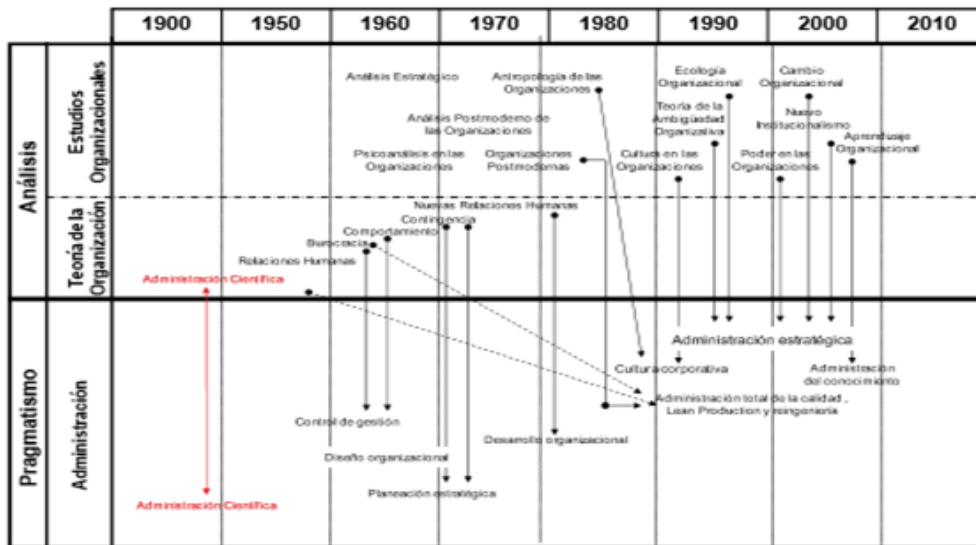 1900 1950 1960 1970 1980 1990 2000 2010
Análisis
Estudios
Organizacionales
Análisis Estratégico
Antropología de las
Organizaciones
Ecología
Organizacional
Cambio
Organizacional
Análisis Postmoderno de
las Organizaciones
Teoría de la
Ambigüedad
Organizativa
Nuevo
Institucionalismo
Aprendizaje
Organizacional
Psicoanálisis en las
Organizaciones
Organizaciones
Postmodernas
Cultura en las
Organizaciones
Poder en las
Organizaciones
Teoría de la
Organización
Nuevas Relaciones Humanas
Contingencia
Comportamiento
Burocracia
Relaciones Humanas
Administración Científica
Pragmatismo
Administración
Administración estratégica
Cultura corporativa
Administración
del conocimiento
Administración total de la calidad ,
Lean Production y reingeniería
Control de gestión
Desarrollo organizacional
Diseño organizacional
Planeación estratégica
Administración Científica